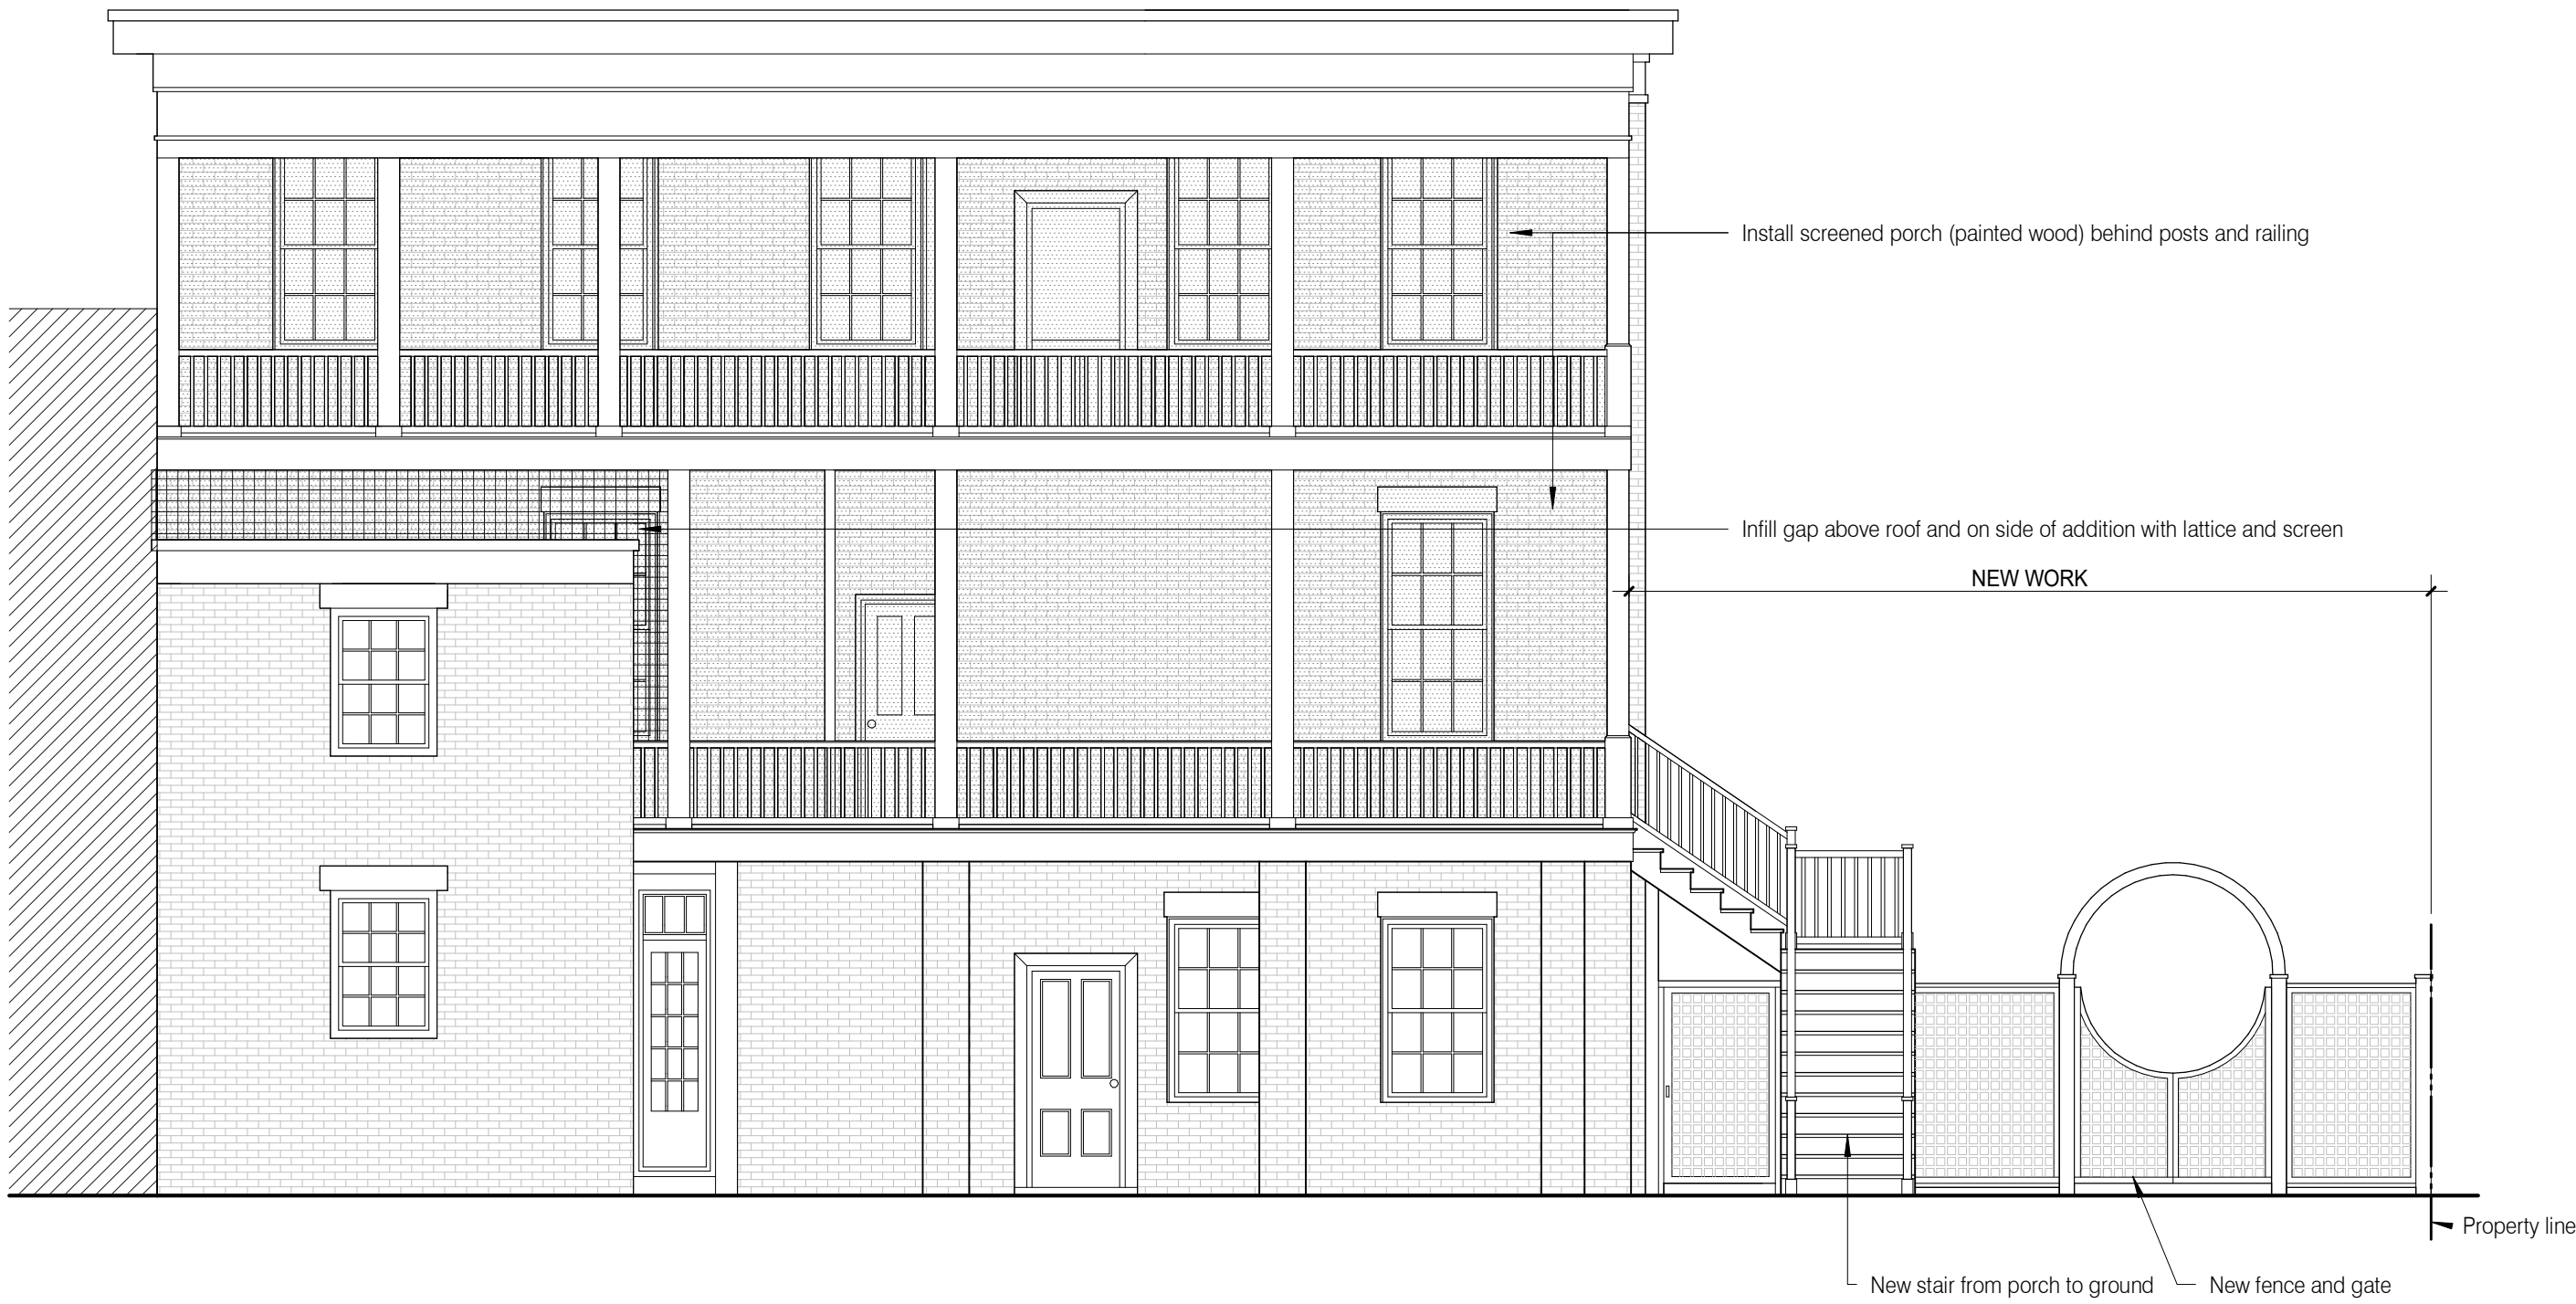 Install screened porch (painted wood) behind posts and railing
Infill gap above roof and on side of addition with lattice and screen
NEW WORK
Property line
New stair from porch to ground
New fence and gate